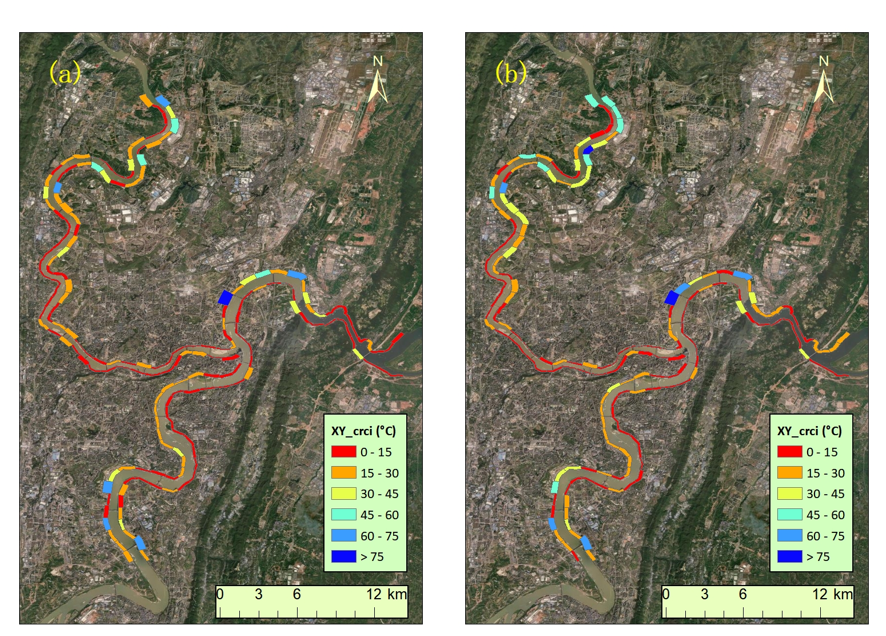 (a)
N
XY_crci (°C)
0 - 15
15 - 30
30 - 45
45 - 60
60 - 75
> 75
0 3 6 12 km
(b)
N
XY_crci (°C)
0 - 15
15 - 30
30 - 45
45 - 60
60 - 75
> 75
0 3 6 12 km